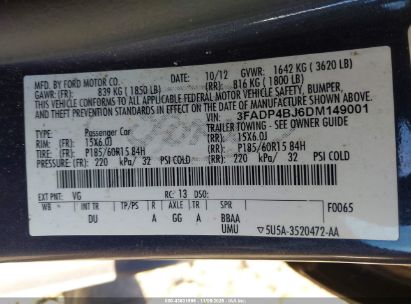 MFD. BY FORD MOTOR CO.
DATE: 10/12 GVWR: 1642 KG ( 3620 LB)
GAWR: (FR): 839 KG ( 1850 LB) (RR): 816 KG ( 1800 LB)
THIS VEHICLE CONFORMS TO ALL APPLICABLE FEDERAL MOTOR VEHICLE SAFETY, BUMPER,
AND THEFT PREVENTION STANDARDS IN EFFECT ON THE DATE OF MANUFACTURE SHOWN ABOVE.
VIN: 3FADP4BJ6DM149001
TYPE: Passenger Car TRAILER TOWING - SEE OWNER GUIDE
RIM: (FR): 15X6.0J (RR): 15X6.0J
TIRE: (FR): P185/60R15 84H (RR): P185/60R15 84H
(FR): 220 kPa/ 32 PSI COLD (RR): 220 kPa/ 32 PSI COLD
EXT PNT: VG RC: 13 DSO: F0065
WB INT TR TP/PS R AXLE TR SPR
DU A GG A BBAA
UMU 5U5A-3520472-AA